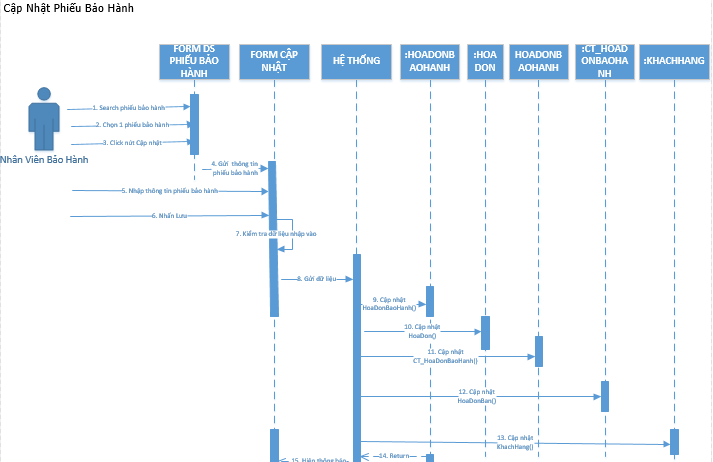 Cập Nhật Phiếu Bảo Hành
FORM DS
PHIẾU BẢO
HÀNH
FORM CẬP
NHẬT
HỆ THỐNG
:HOADONB
AOHANH
:HOA
DON
HOADONB
AOHANH
:CT_HOAD
ONBAOHA
NH
:KHACHHANG
Nhân Viên Bảo Hành
1. Search phiếu bảo hành
2. Chọn 1 phiếu bảo hành
3. Click nút Cập nhật
4. Gửi thông tin
phiếu bảo hành
5. Nhập thông tin phiếu bảo hành
6. Nhấn Lưu
7. Kiểm tra dữ liệu nhập vào
8. Gửi dữ liệu
9. Cập nhật
HoaDonBaoHanh()
10. Cập nhật
HoaDon()
11. Cập nhật
CT_HoaDonBaoHanh()
12. Cập nhật
HoaDonBan()
13. Cập nhật
KhachHang()
14. Return
15. Hiện thông báo